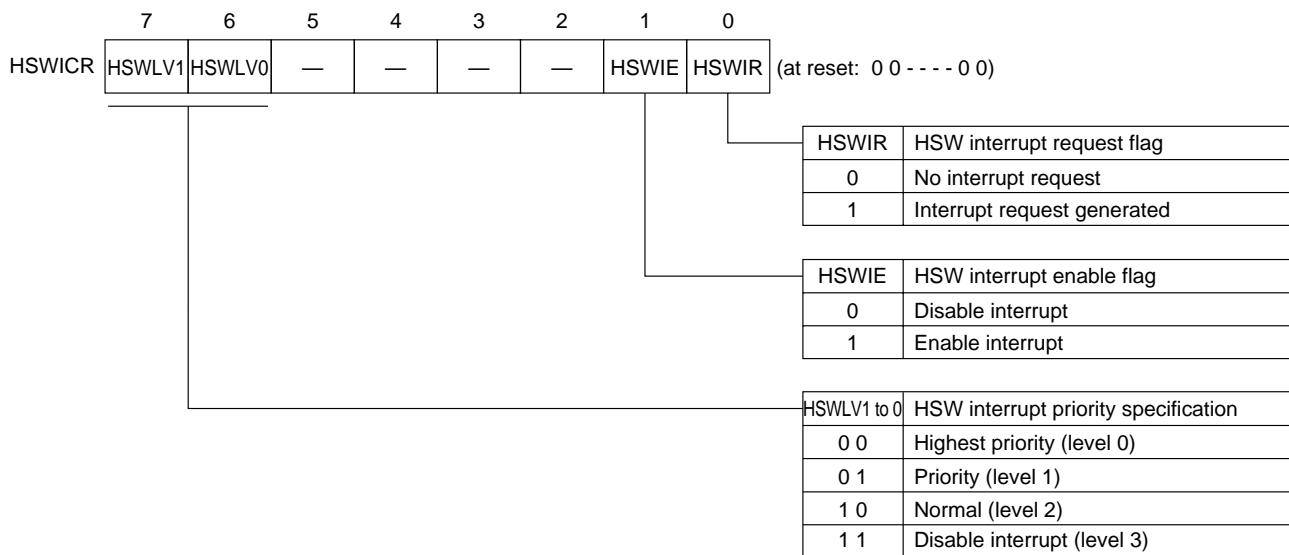 7 6 5 4 3 2 1 0
HSWICR HSWLV1 HSWLV0 — — — — HSWIE HSWIR (at reset: 0 0 - - - - 0 0)
HSWIR HSW interrupt request flag
0 No interrupt request
1 Interrupt request generated
HSWIE HSW interrupt enable flag
0 Disable interrupt
1 Enable interrupt
HSWLV1 to 0 HSW interrupt priority specification
0 0 Highest priority (level 0)
0 1 Priority (level 1)
1 0 Normal (level 2)
1 1 Disable interrupt (level 3)